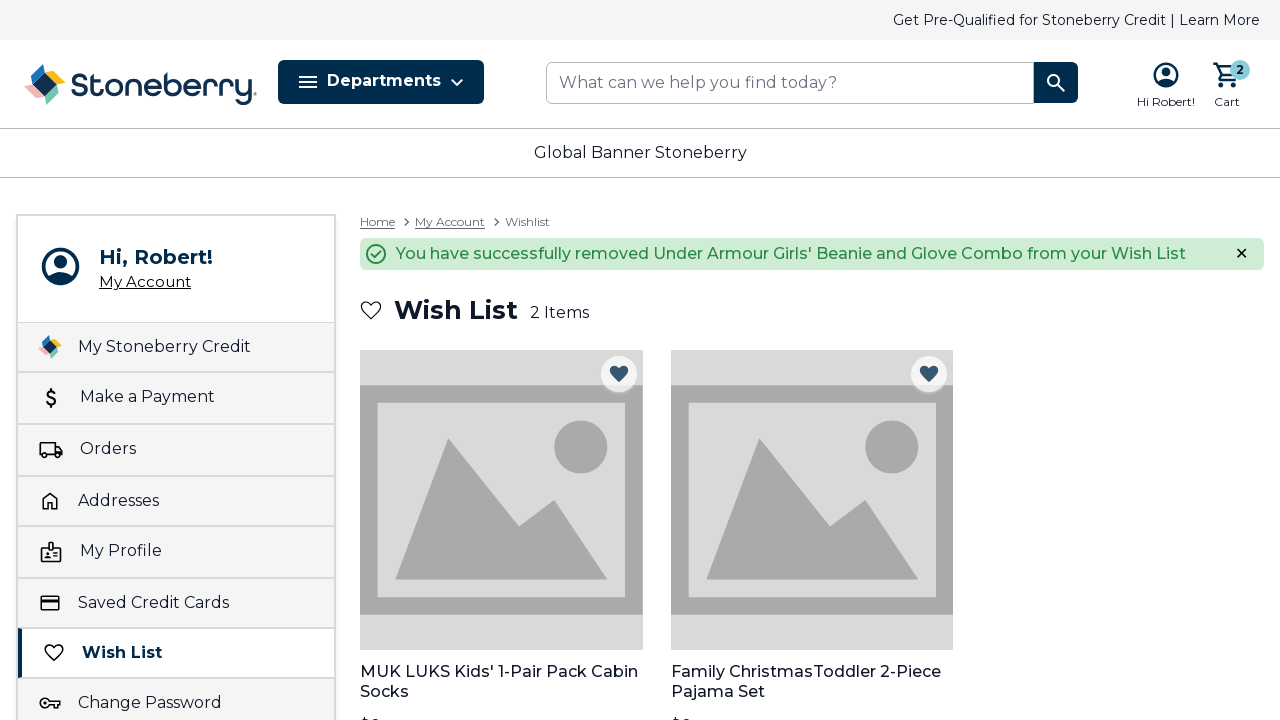 Get Pre-Qualified for Stoneberry Credit | Learn More
Stoneberry
Departments
What can we help you find today?
Hi Robert!
2
Cart
Global Banner Stoneberry
Home > My Account > Wishlist
You have successfully removed Under Armour Girls' Beanie and Glove Combo from your Wish List ×
Hi, Robert!
My Account
My Stoneberry Credit
Make a Payment
Orders
Addresses
My Profile
Saved Credit Cards
Wish List
Change Password
Wish List 2 Items
MUK LUKS Kids' 1-Pair Pack Cabin
Socks
Family ChristmasToddler 2-Piece
Pajama Set